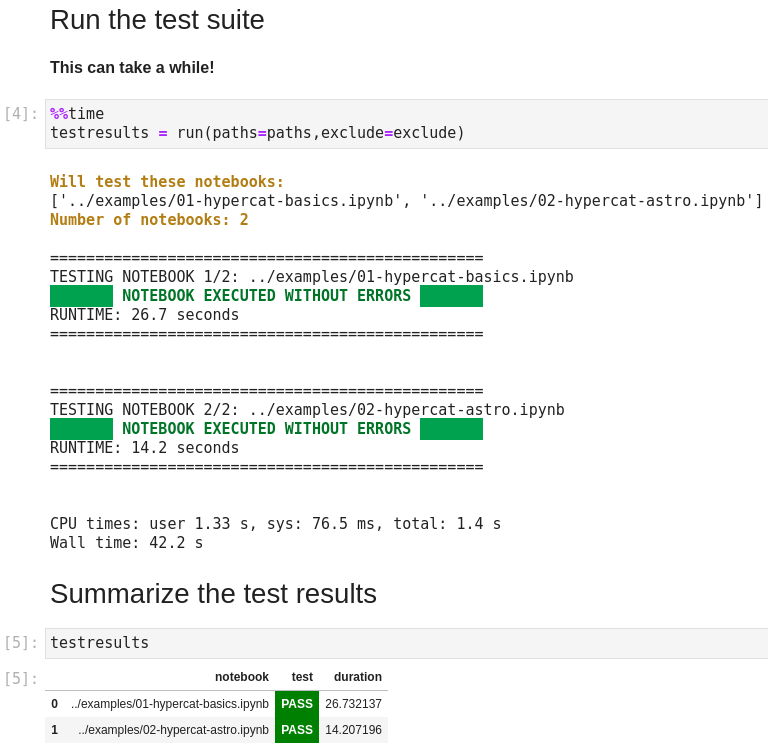 Run the test suite
This can take a while!
[4]:
%%time
testresults = run(paths=paths,exclude=exclude)
Will test these notebooks:
['../examples/01-hypercat-basics.ipynb', '../examples/02-hypercat-astro.ipynb']
Number of notebooks: 2
================================================
TESTING NOTEBOOK 1/2: ../examples/01-hypercat-basics.ipynb
NOTEBOOK EXECUTED WITHOUT ERRORS
RUNTIME: 26.7 seconds
================================================
================================================
TESTING NOTEBOOK 2/2: ../examples/02-hypercat-astro.ipynb
NOTEBOOK EXECUTED WITHOUT ERRORS
RUNTIME: 14.2 seconds
================================================
CPU times: user 1.33 s, sys: 76.5 ms, total: 1.4 s
Wall time: 42.2 s
Summarize the test results
[5]: testresults
[5]:
notebook test duration
0 ../examples/01-hypercat-basics.ipynb PASS 26.732137
1 ../examples/02-hypercat-astro.ipynb PASS 14.207196